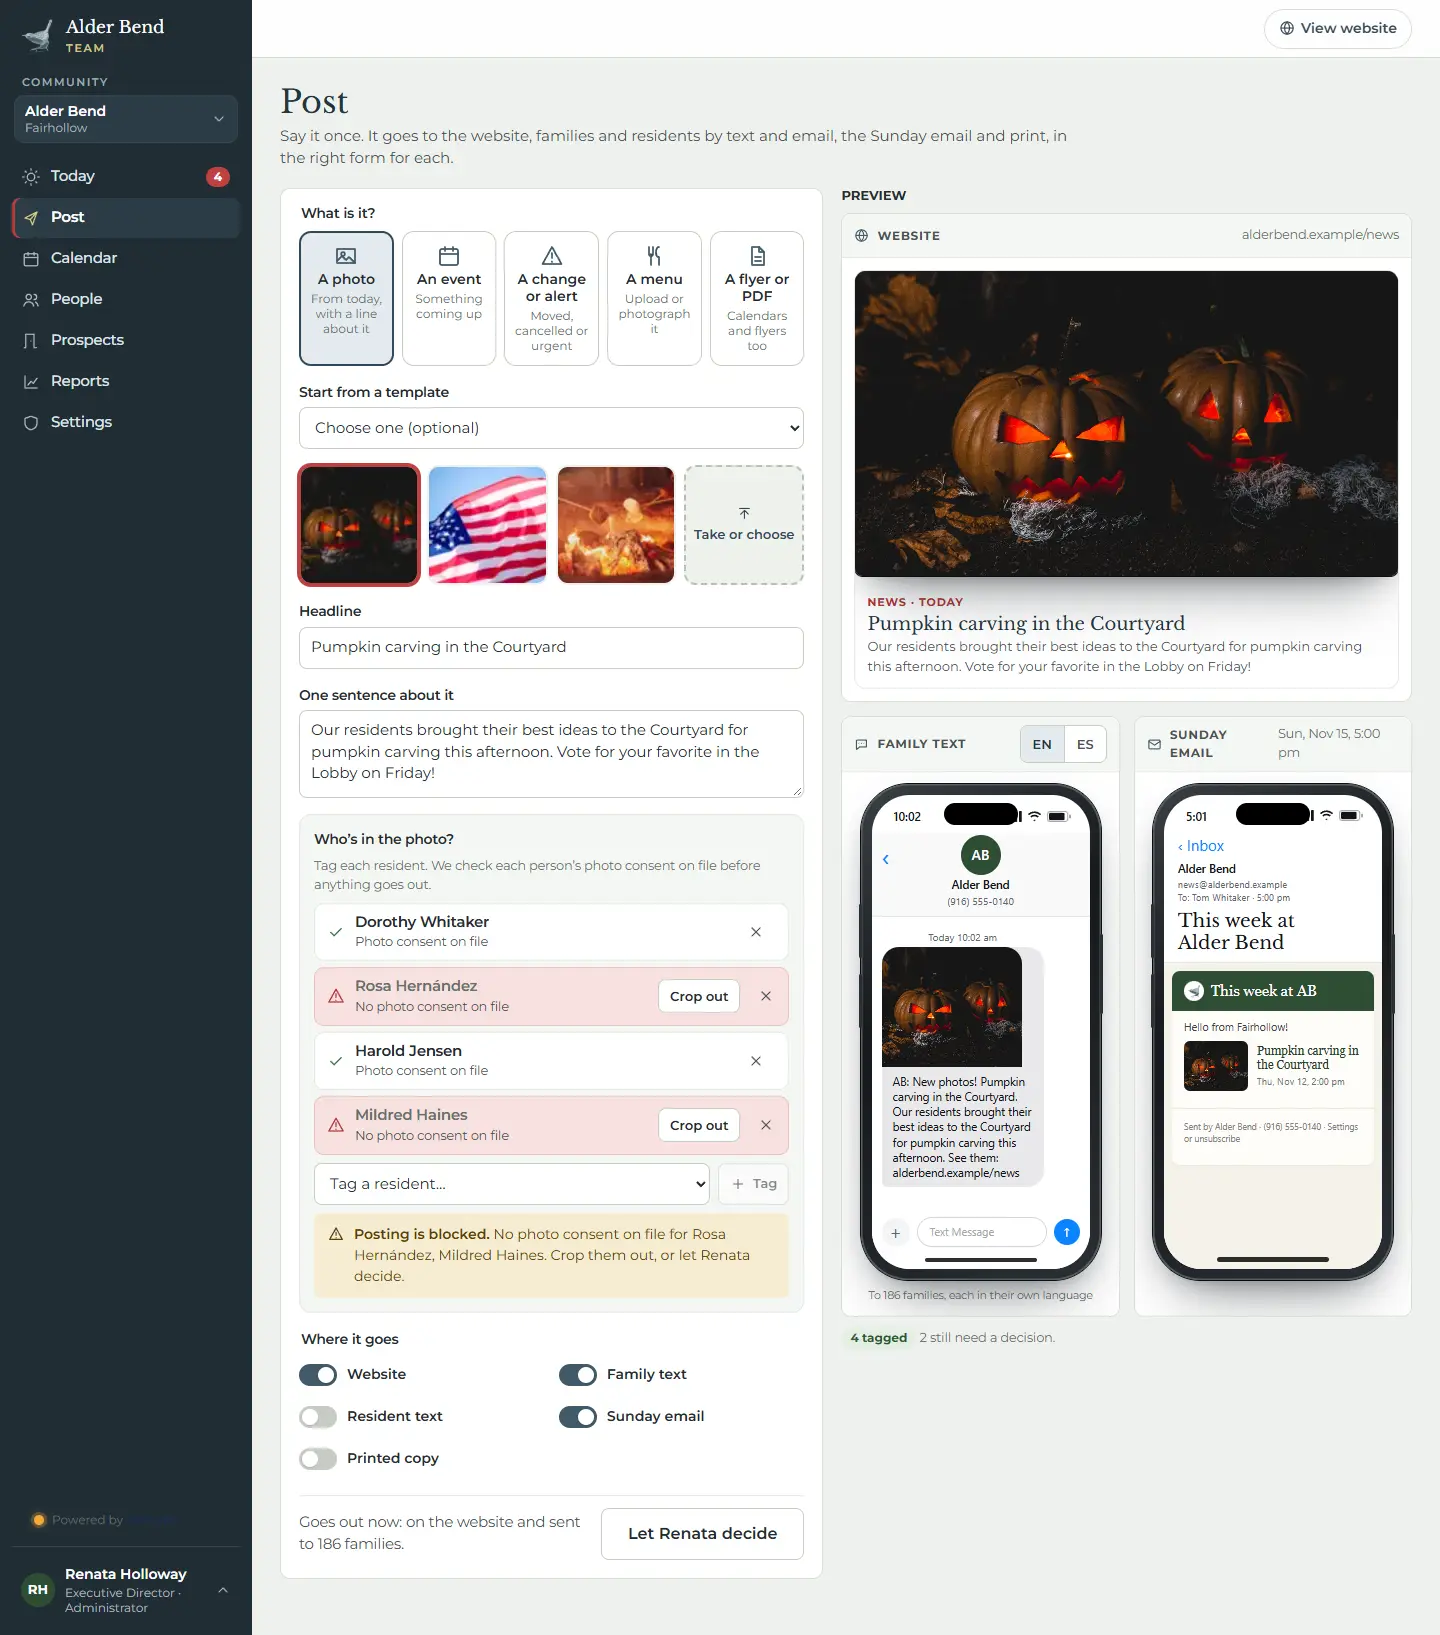 Alder Bend
TEAM
COMMUNITY
Alder Bend
Fairhollow
Today
4
Post
Calendar
People
Prospects
Reports
Settings
Powered by
RH
Renata Holloway
Executive Director ·
Administrator
View website
Post
Say it once. It goes to the website, families and residents by text and email, the Sunday email and print, in
the right form for each.
What is it?
A photo
From today,
with a line
about it
An event
Something
coming up
A change
or alert
Moved,
cancelled or
urgent
A menu
Upload or
photograph
it
A flyer or
PDF
Calendars
and flyers
too
Start from a template
Choose one (optional)
Take or choose
Headline
Pumpkin carving in the Courtyard
One sentence about it
Our residents brought their best ideas to the Courtyard for
pumpkin carving this afternoon. Vote for your favorite in the
Lobby on Friday!
Who's in the photo?
Tag each resident. We check each person's photo consent on file before
anything goes out.
Dorothy Whitaker
Photo consent on file
Rosa Hernández
No photo consent on file
Crop out
Harold Jensen
Photo consent on file
Mildred Haines
No photo consent on file
Crop out
Tag a resident...
Tag
Posting is blocked. No photo consent on file for Rosa
Hernández, Mildred Haines. Crop them out, or let Renata
decide.
Where it goes
Website
Family text
Resident text
Sunday email
Printed copy
Goes out now: on the website and sent
to 186 families.
Let Renata decide
PREVIEW
WEBSITE
alderbend.example/news
NEWS · TODAY
Pumpkin carving in the Courtyard
Our residents brought their best ideas to the Courtyard for pumpkin carving
this afternoon. Vote for your favorite in the Lobby on Friday!
FAMILY TEXT
EN
ES
10:02
AB
Alder Bend
(916) 555-0140
Today 10:02 am
AB: New photos! Pumpkin
carving in the Courtyard.
Our residents brought their
best ideas to the Courtyard
for pumpkin carving this
afternoon. See them:
alderbend.example/news
Text Message
To 186 families, each in their own language
SUNDAY
EMAIL
Sun, Nov 15, 5:00
pm
5:01
‹ Inbox
Alder Bend
news@alderbend.example
To: Tom Whitaker · 5:00 pm
This week at
Alder Bend
This week at AB
Hello from Fairhollow!
Pumpkin carving in
the Courtyard
Thu, Nov 12, 2:00 pm
Sent by Alder Bend · (916) 555-0140 · Settings
or unsubscribe
4 tagged
2 still need a decision.